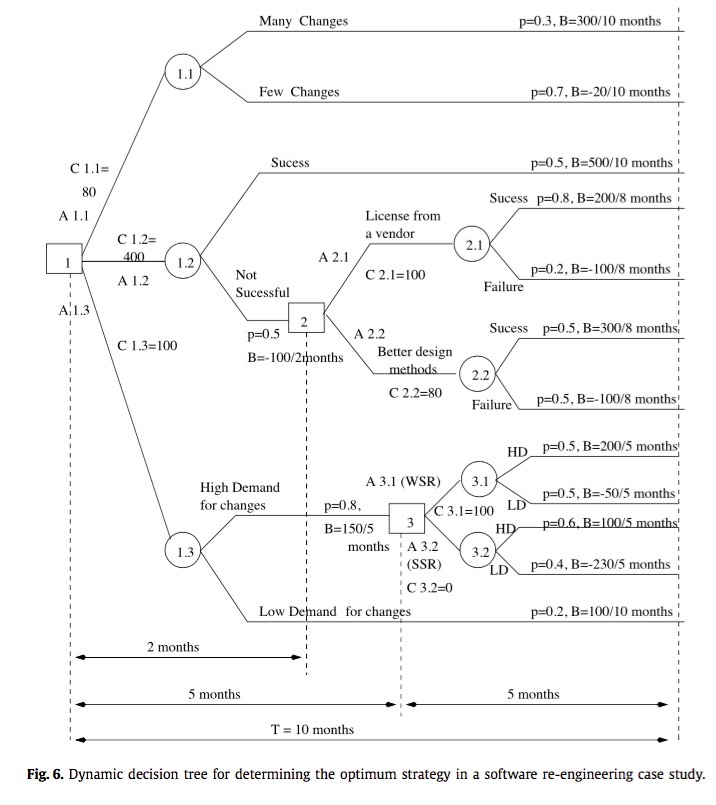 Many Changes
p=0.3, B=300/10 months
1.1
Few Changes
p=0.7, B=-20/10 months
C 1.1=
80
A 1.1
Sucess
p=0.5, B=500/10 months
C 1.2=
400
A 1.2
1
1.2
License from
a vendor
Sucess p=0.8, B=200/8 months
A 2.1
2.1
C 2.1=100
p=0.2, B=-100/8 months
Failure
Not
Sucessful
2
p=0.5
B=-100/2months
A 1.3
C 1.3=100
A 2.2
Better design
methods
C 2.2=80
Sucess p=0.5, B=300/8 months
2.2
Failure
p=0.5, B=-100/8 months
High Demand
for changes
p=0.8,
B=150/5
months
1.3
A 3.1 (WSR)
3.1
HD p=0.5, B=200/5 months
p=0.5, B=-50/5 months
LD
3
C 3.1=100
A 3.2
(SSR)
C 3.2=0
3.2
HD
p=0.6, B=100/5 months
p=0.4, B=-230/5 months
LD
Low Demand for changes
p=0.2, B=100/10 months
2 months
5 months
5 months
T = 10 months
Fig. 6. Dynamic decision tree for determining the optimum strategy in a software re-engineering case study.